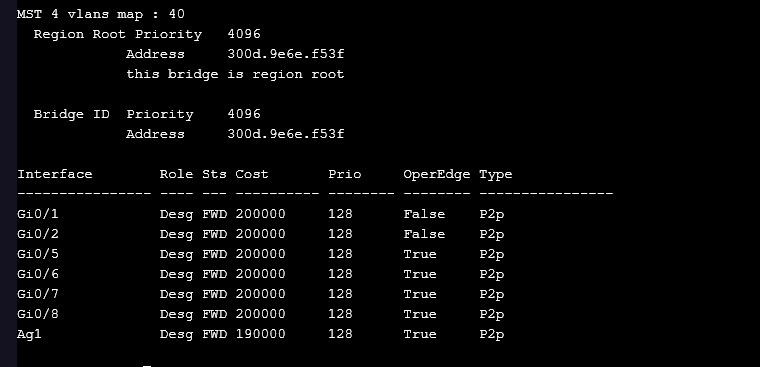 MST 4 vlans map : 40
  Region Root Priority   4096
             Address     300d.9e6e.f53f
             this bridge is region root

  Bridge ID  Priority    4096
             Address     300d.9e6e.f53f

Interface        Role Sts Cost       Prio     OperEdge Type
---------------- ---- --- ---------- -------- -------- ----------------
Gi0/1            Desg FWD 200000     128      False    P2p
Gi0/2            Desg FWD 200000     128      False    P2p
Gi0/5            Desg FWD 200000     128      True     P2p
Gi0/6            Desg FWD 200000     128      True     P2p
Gi0/7            Desg FWD 200000     128      True     P2p
Gi0/8            Desg FWD 200000     128      True     P2p
Ag1              Desg FWD 190000     128      True     P2p